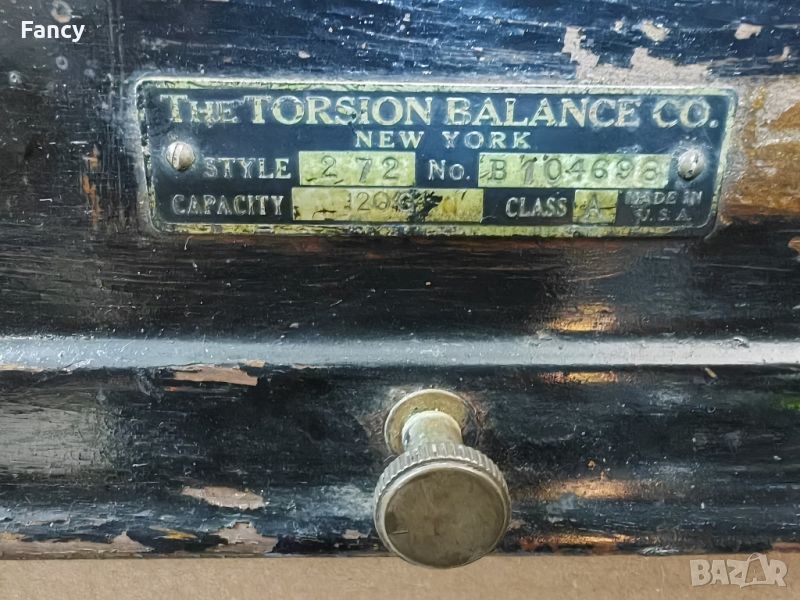 Fancy
THE TORSION BALANCE CO.
NEW YORK
STYLE 272 No. B104698
CAPACITY CLASS A MADE IN U.S.A.
BAZAR